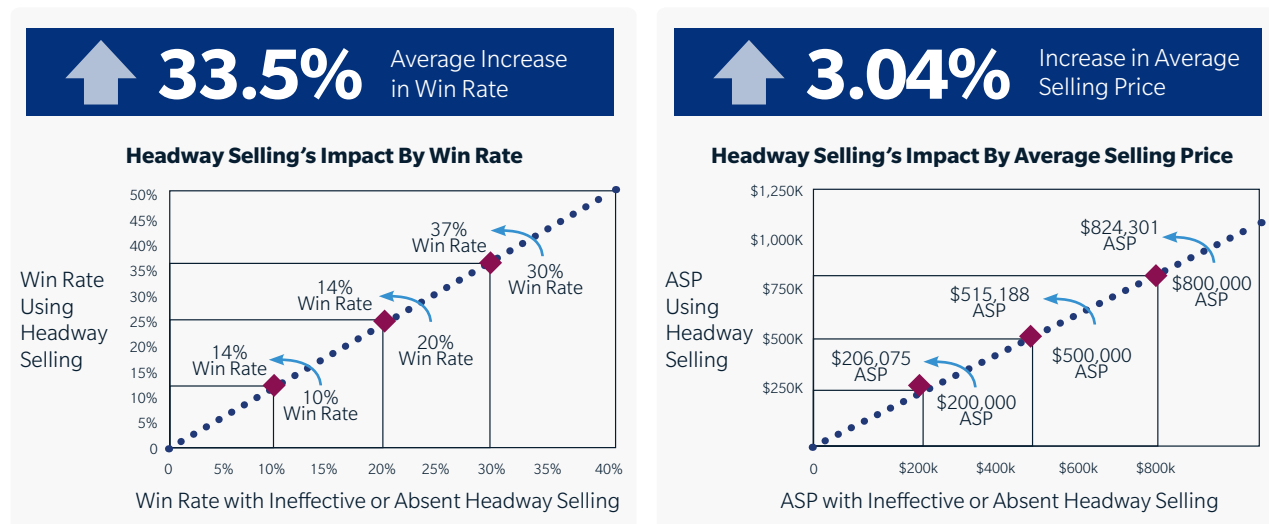 33.5%
Average Increase
in Win Rate
Headway Selling's Impact By Win Rate
50%
45%
40%
35%
30%
25%
20%
15%
10%
5%
0
Win Rate
Using
Headway
Selling
37%
Win Rate
30%
Win Rate
14%
Win Rate
20%
Win Rate
14%
Win Rate
10%
Win Rate
0 5% 10% 15% 20% 25% 30% 35% 40%
Win Rate with Ineffective or Absent Headway Selling
3.04%
Increase in Average
Selling Price
Headway Selling's Impact By Average Selling Price
$1,250K
$1,000K
$750K
$500K
$250K
ASP
Using
Headway
Selling
$824,301
ASP
$800,000
ASP
$515,188
ASP
$500,000
ASP
$206,075
ASP
$200,000
ASP
0 $200k $400k $600k $800k
ASP with Ineffective or Absent Headway Selling